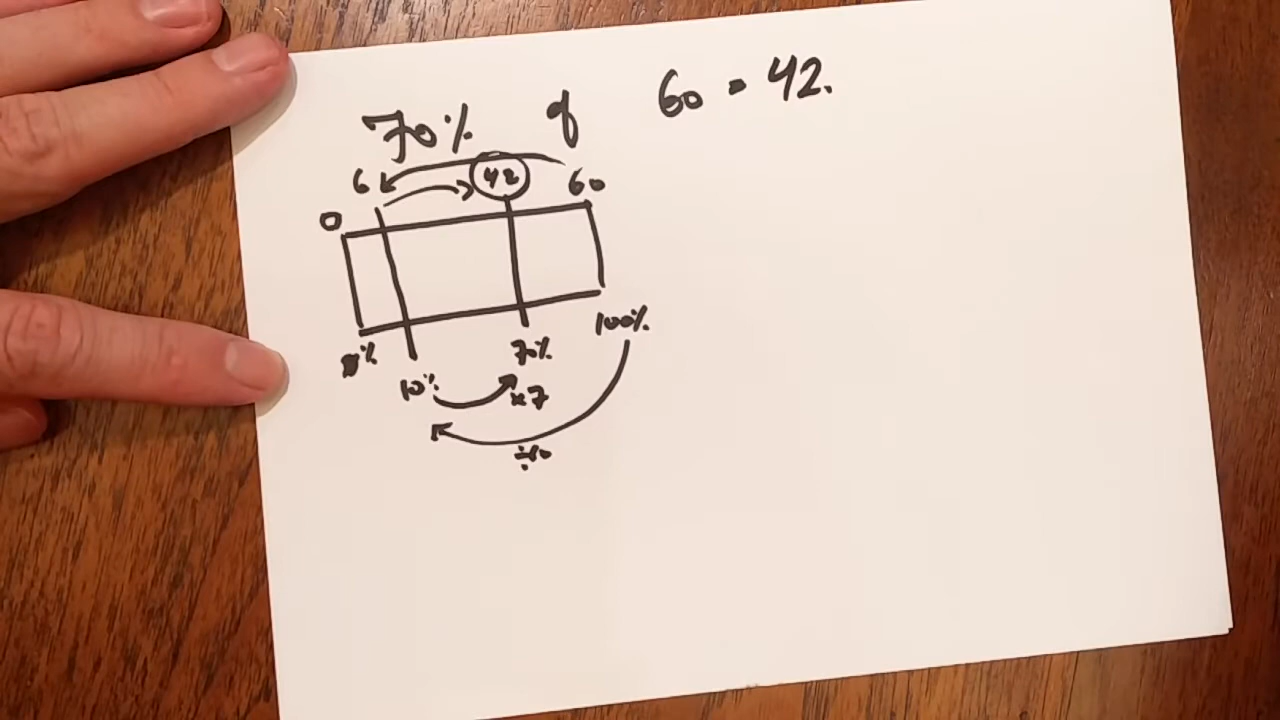 70% of 60 = 42.
6 42 60
0
0% 10% 70% 100%
×7
÷10